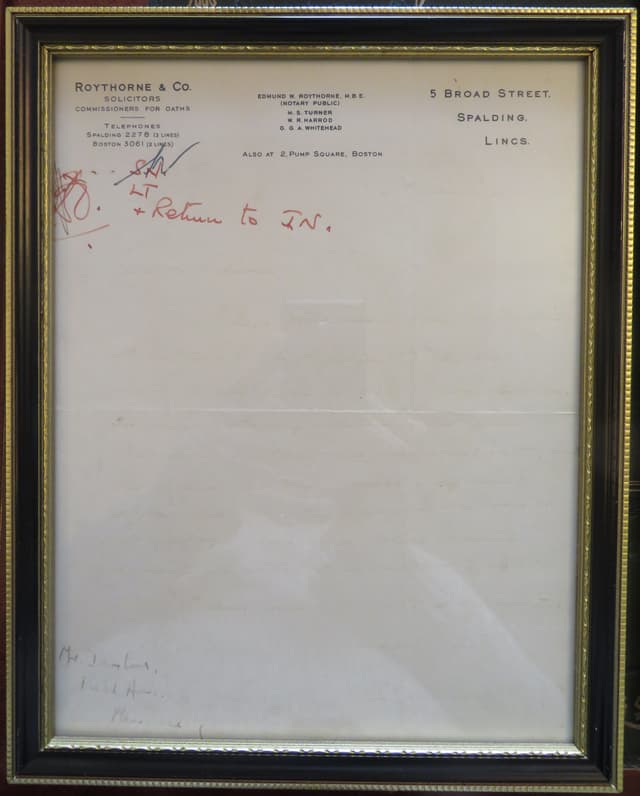 ROYTHORNE & CO.
SOLICITORS
COMMISSIONERS FOR OATHS
TELEPHONES
SPALDING 2278 (3 LINES)
BOSTON 3061 (2 LINES)
EDMUND W. ROYTHORNE, M.B.E.
(NOTARY PUBLIC)
H. S. TURNER
W. R. HARROD
D. G. A. WHITEHEAD
ALSO AT 2, PUMP SQUARE, BOSTON
5 BROAD STREET,
SPALDING,
LINCS.
LT
+ Return to IN.